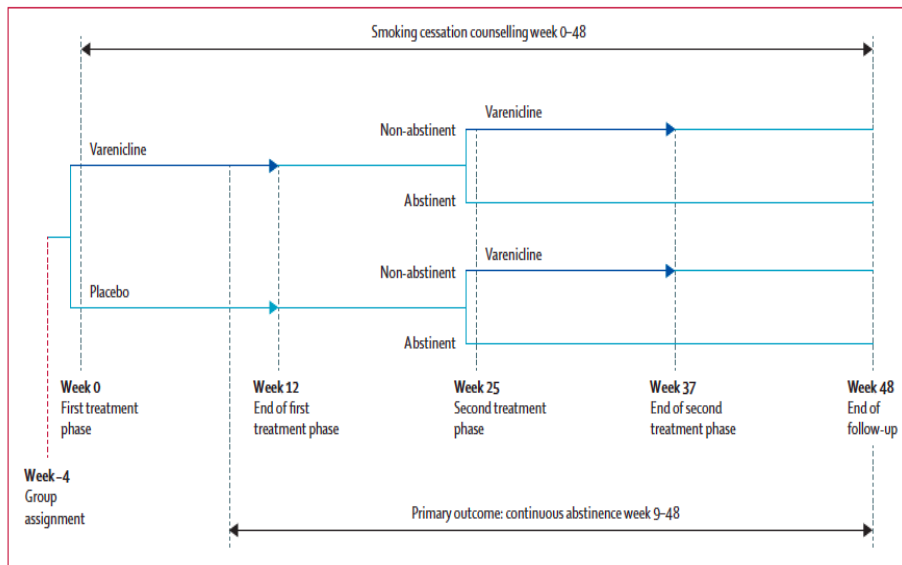 Smoking cessation counselling week 0–48
Varenicline
Non-abstinent
Varenicline
Abstinent
Varenicline
Non-abstinent
Placebo
Abstinent
Week 0
First treatment
phase
Week 12
End of first
treatment phase
Week 25
Second treatment
phase
Week 37
End of second
treatment phase
Week 48
End of
follow-up
Week –4
Group
assignment
Primary outcome: continuous abstinence week 9–48